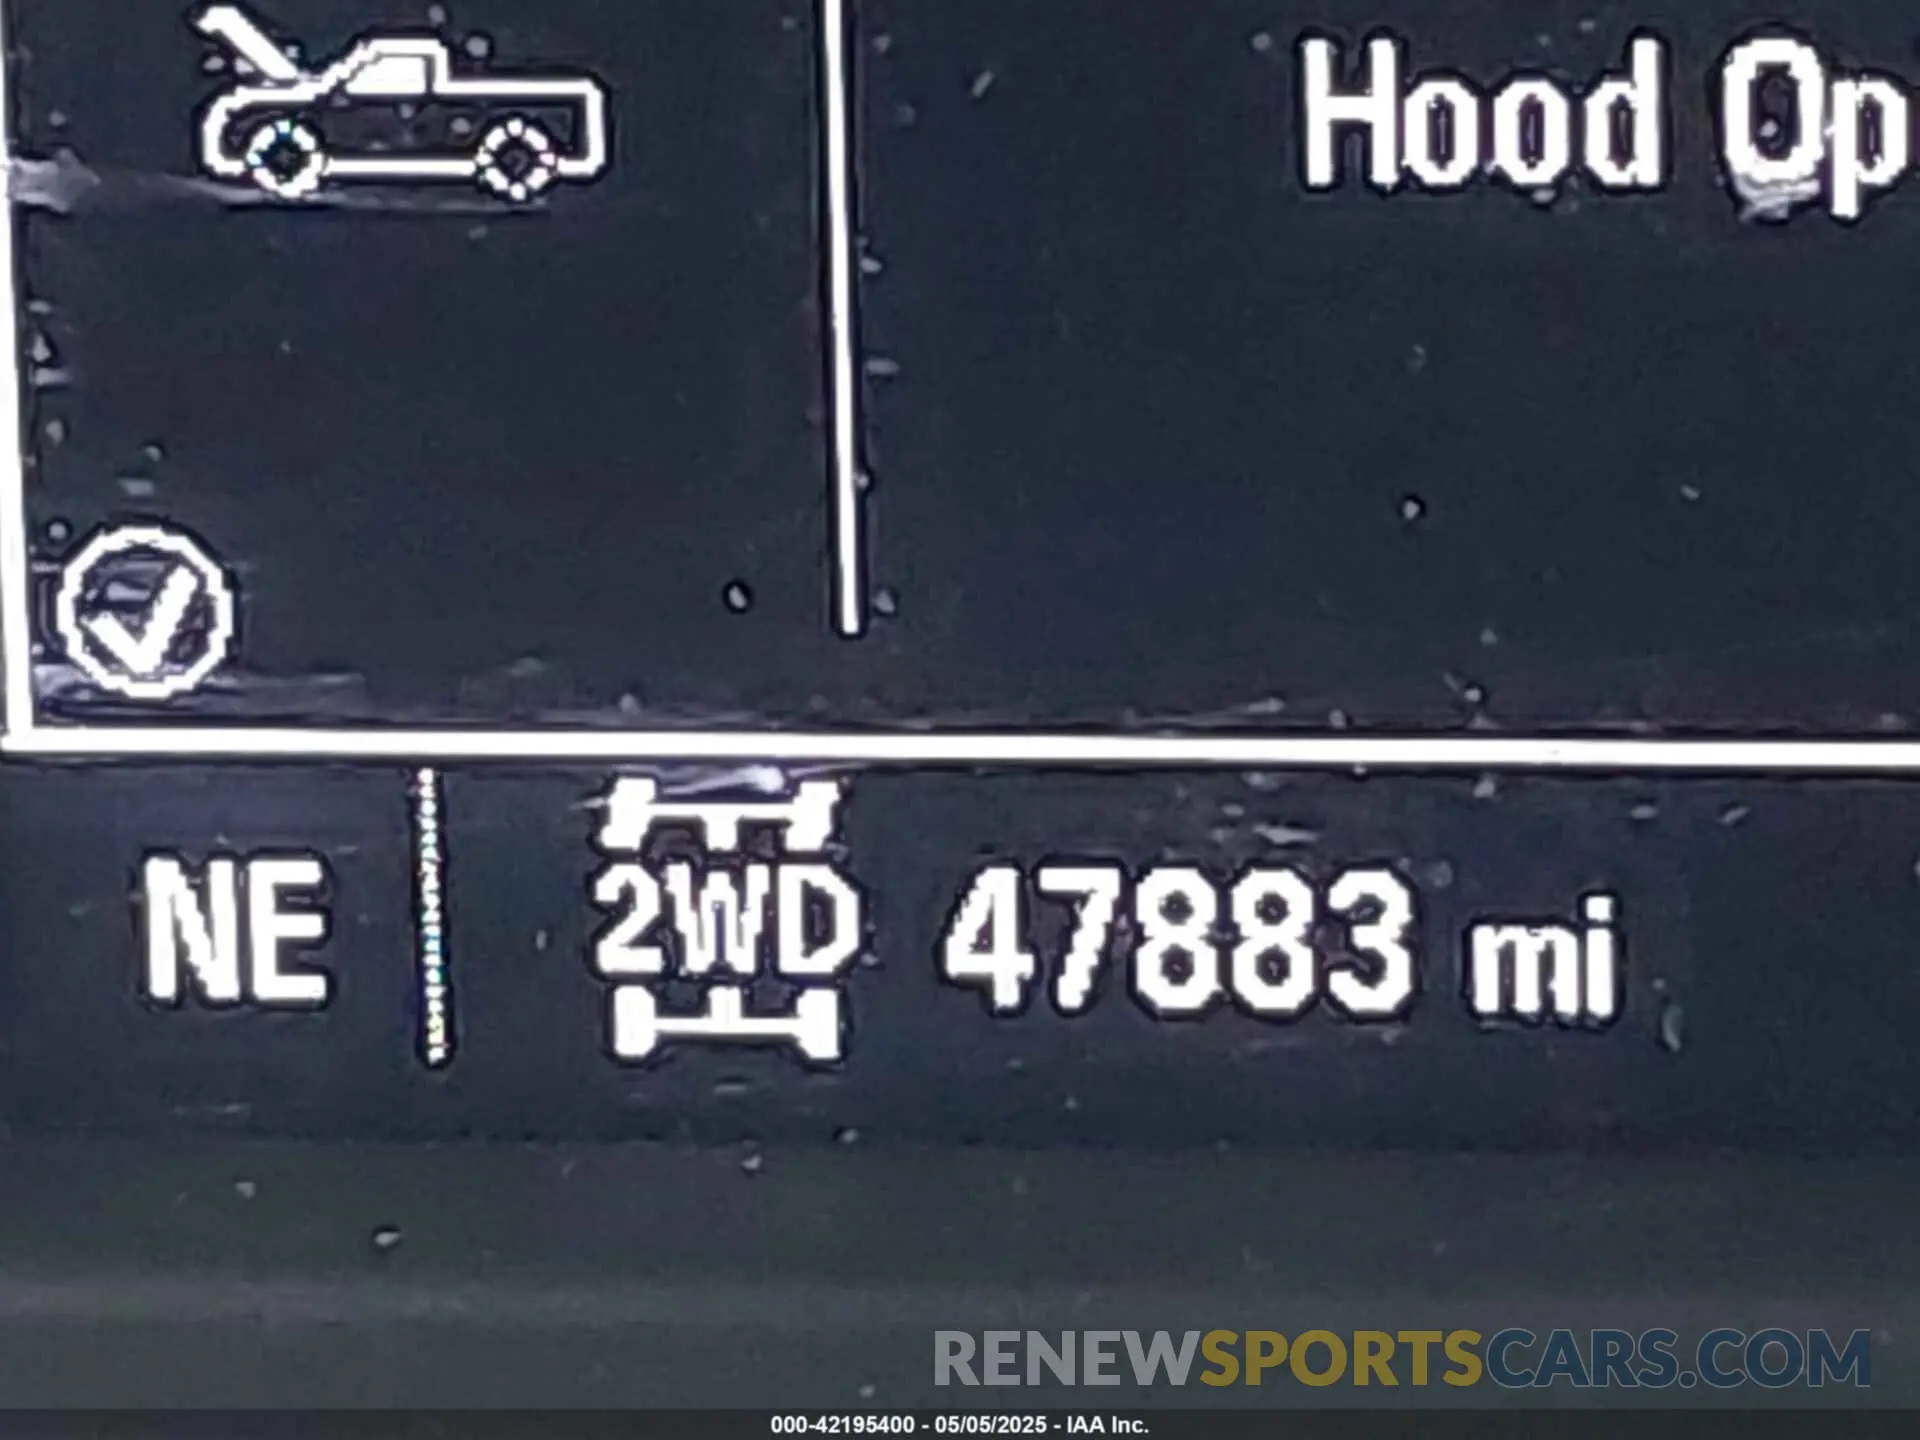 Hood Op
NE 2WD 47883 mi
RENEWSPORTSCARS.COM
000-42195400 - 05/05/2025 - IAA Inc.